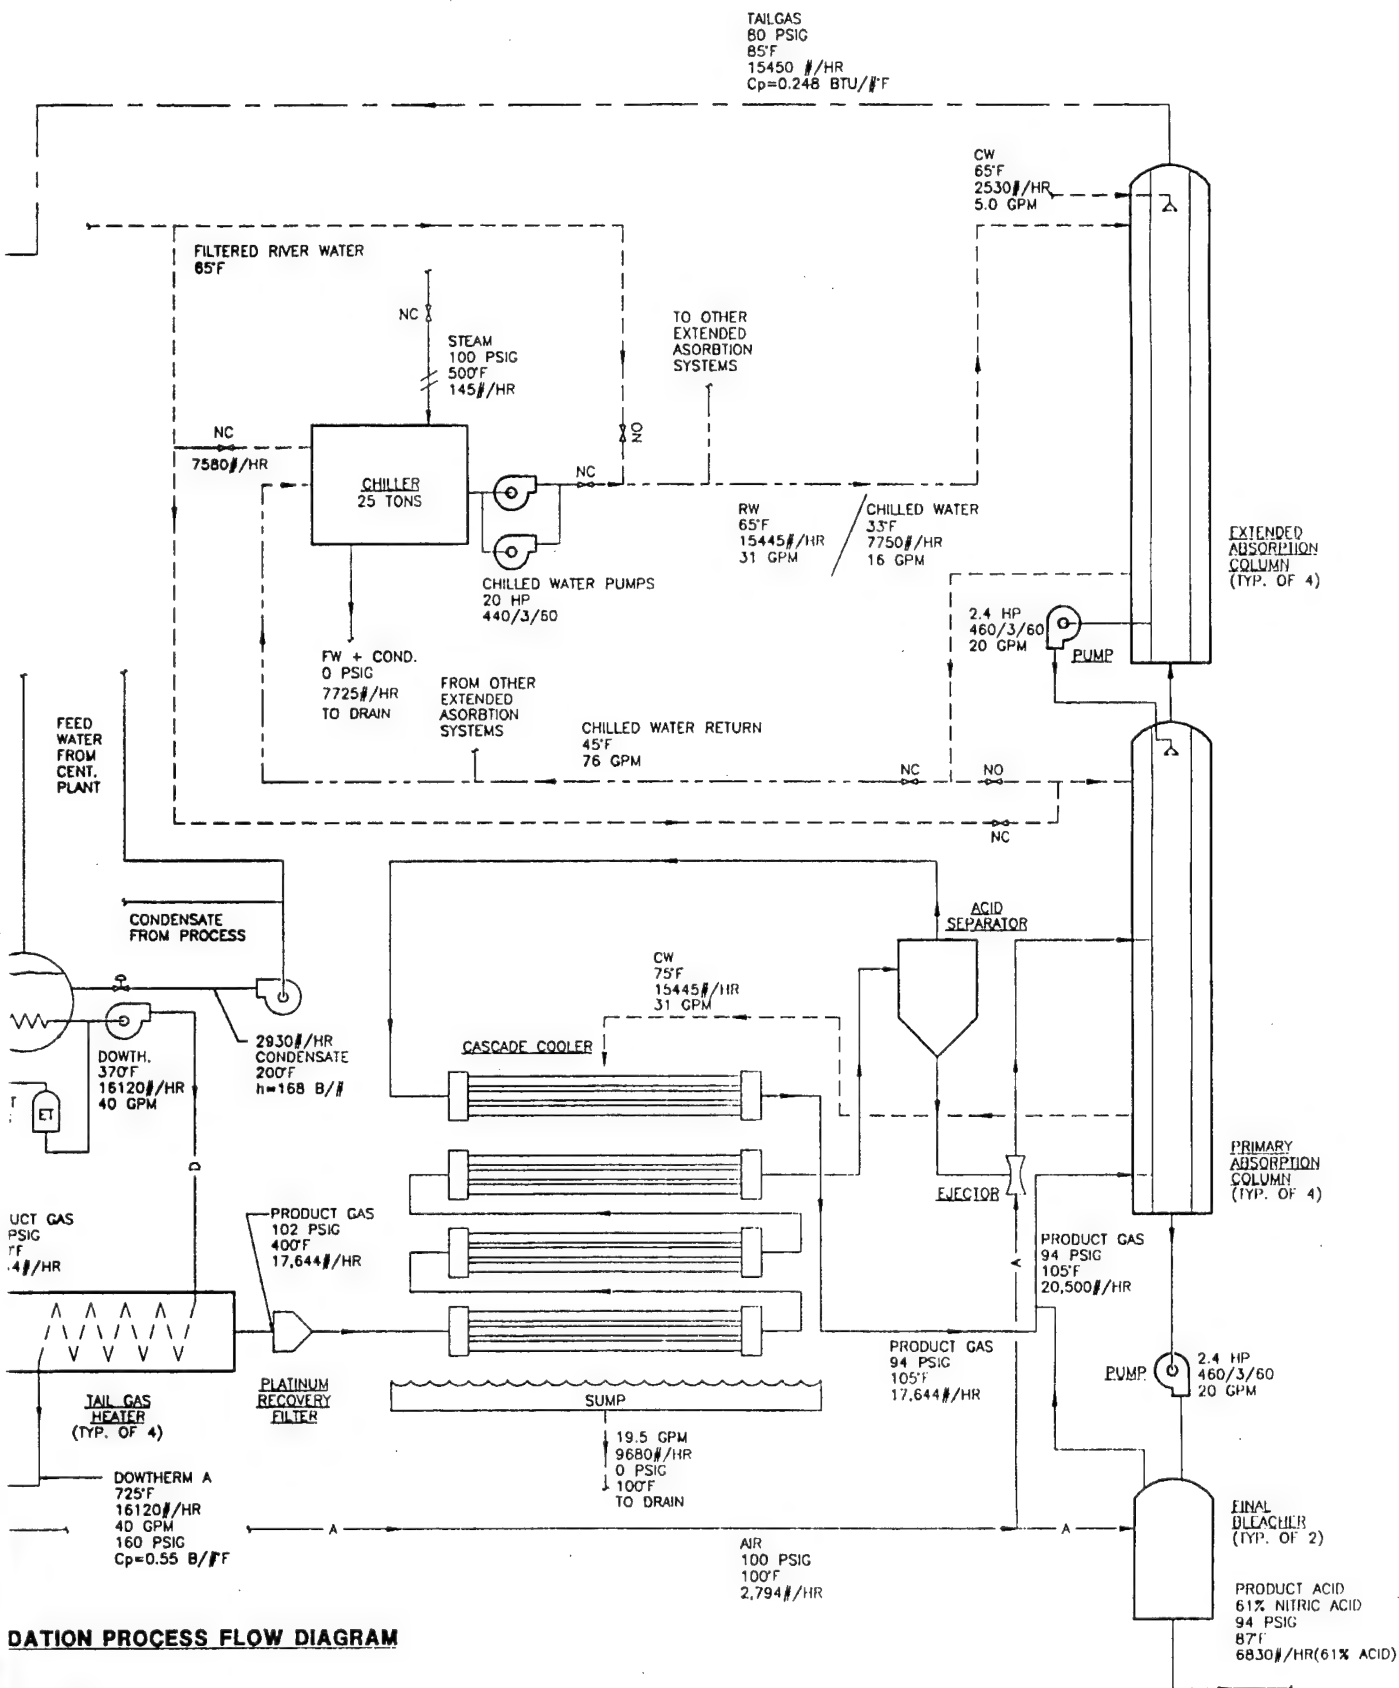 TAILGAS
80 PSIG
85°F
15450 #/HR
Cp=0.248 BTU/#°F
CW
65°F
2530#/HR
5.0 GPM
FILTERED RIVER WATER
65°F
NC
STEAM
100 PSIG
500°F
145#/HR
TO OTHER
EXTENDED
ASORBTION
SYSTEMS
NC
7580#/HR
NO
CHILLER
25 TONS
NC
RW
65°F
15445#/HR
31 GPM
CHILLED WATER
33°F
7750#/HR
16 GPM
EXTENDED
ABSORPTION
COLUMN
(TYP. OF 4)
CHILLED WATER PUMPS
20 HP
440/3/60
2.4 HP
460/3/60
20 GPM
PUMP
FW + COND.
0 PSIG
7725#/HR
TO DRAIN
FROM OTHER
EXTENDED
ASORBTION
SYSTEMS
CHILLED WATER RETURN
45°F
76 GPM
FEED
WATER
FROM
CENT.
PLANT
NC
NO
NC
CONDENSATE
FROM PROCESS
ACID
SEPARATOR
CW
75°F
15445#/HR
31 GPM
CASCADE COOLER
2930#/HR
CONDENSATE
200°F
h=168 B/#
DOWTH.
370°F
16120#/HR
40 GPM
T
ET
D
EJECTOR
PRIMARY
ABSORPTION
COLUMN
(TYP. OF 4)
UCT GAS
PSIG
°F
4#/HR
PRODUCT GAS
102 PSIG
400°F
17,644#/HR
A
PRODUCT GAS
94 PSIG
105°F
20,500#/HR
PRODUCT GAS
94 PSIG
105°F
17,644#/HR
PUMP
2.4 HP
460/3/60
20 GPM
TAIL GAS
HEATER
(TYP. OF 4)
PLATINUM
RECOVERY
FILTER
SUMP
19.5 GPM
9680#/HR
0 PSIG
100°F
TO DRAIN
DOWTHERM A
725°F
16120#/HR
40 GPM
160 PSIG
Cp=0.55 B/#°F
A
A
AIR
100 PSIG
100°F
2,794#/HR
FINAL
BLEACHER
(TYP. OF 2)
PRODUCT ACID
61% NITRIC ACID
94 PSIG
87°F
6830#/HR(61% ACID)
DATION PROCESS FLOW DIAGRAM